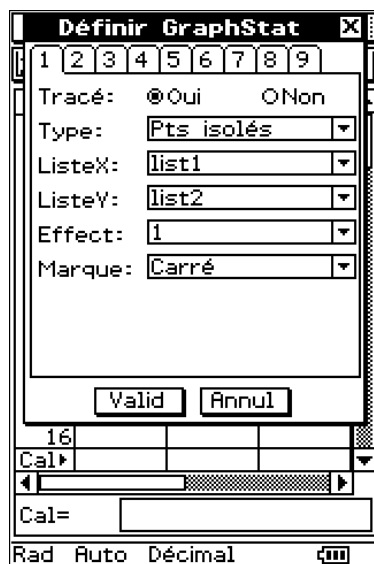 Définir GraphStat
1 2 3 4 5 6 7 8 9
Tracé: Oui Non
Type: Pts isolés
ListeX: list1
ListeY: list2
Effect: 1
Marque: Carré
Valid Annul
16
Cal
Cal=
Rad Auto Décimal